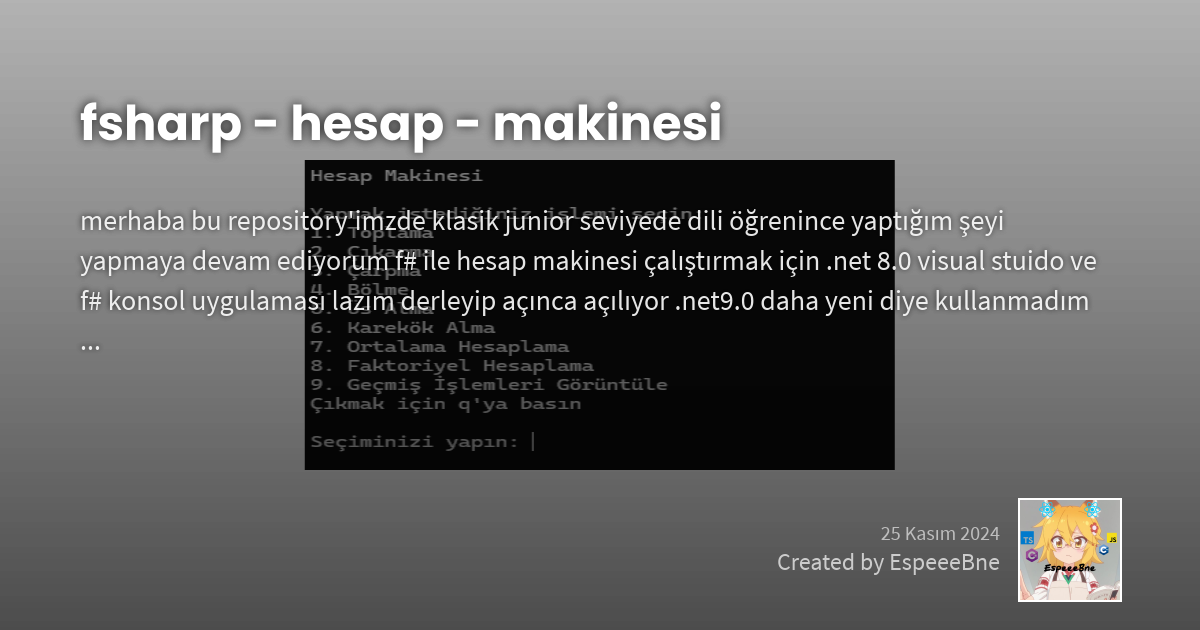 fsharp - hesap - makinesi
Hesap Makinesi
Yapmak istediğiniz işlemi seçin
merhaba bu repository'imzde klasik junior seviyede dili öğrenince yaptığım şeyi
1. Toplama
2. Çıkarma
yapmaya devam ediyorum f# ile hesap makinesi çalıştırmak için .net 8.0 visual stuido ve
3. Çarpma
4. Bölme
f# konsol uygulaması lazım derleyip açınca açılıyor .net9.0 daha yeni diye kullanmadım
5. Üs Alma
6. Karekök Alma
...
7. Ortalama Hesaplama
8. Faktoriyel Hesaplama
9. Geçmiş İşlemleri Görüntüle
Çıkmak için q'ya basın
Seçiminizi yapın:
25 Kasım 2024
Created by EspeeeBne
TS
JS
C
C
EspeeeBne